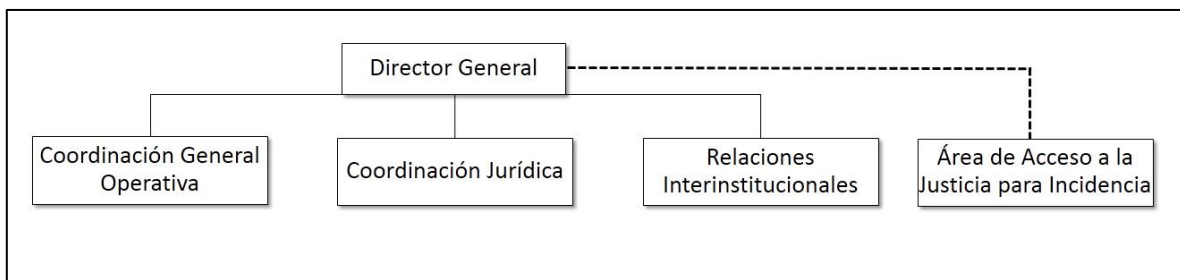 Director General
Coordinación General
Operativa
Coordinación Jurídica
Relaciones
Interinstitucionales
Área de Acceso a la
Justicia para Incidencia